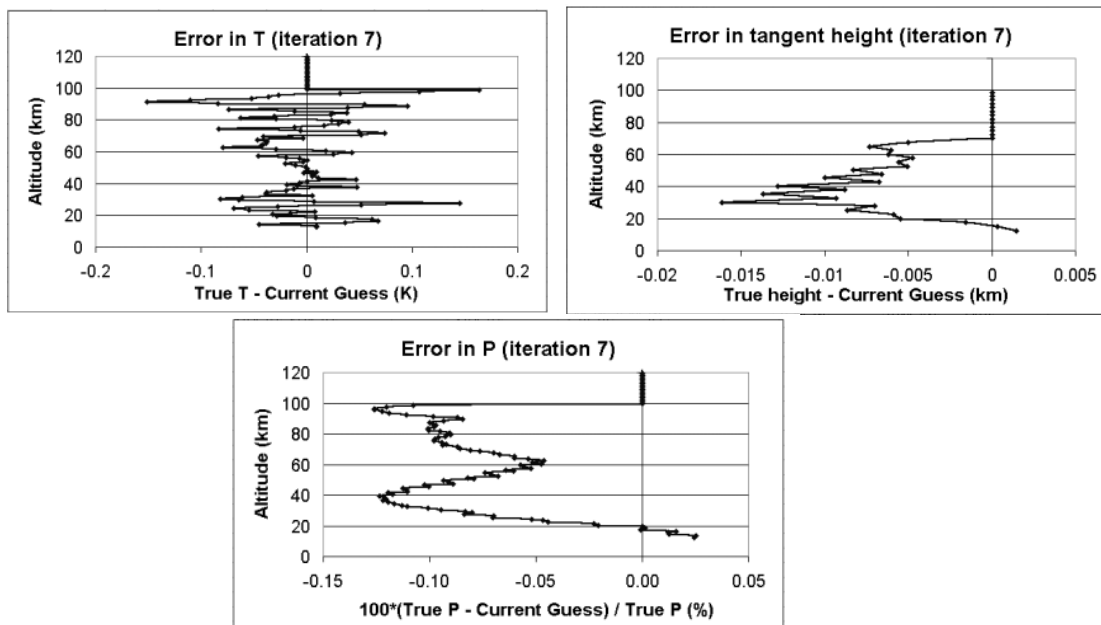 Error in T (iteration 7)
Altitude (km)
120
100
80
60
40
20
0
-0.2 -0.1 0 0.1 0.2
True T - Current Guess (K)
Error in tangent height (iteration 7)
Altitude (km)
120
100
80
60
40
20
0
-0.02 -0.015 -0.01 -0.005 0 0.005
True height - Current Guess (km)
Error in P (iteration 7)
Altitude (km)
120
100
80
60
40
20
0
-0.15 -0.10 -0.05 0.00 0.05
100*(True P - Current Guess) / True P (%)